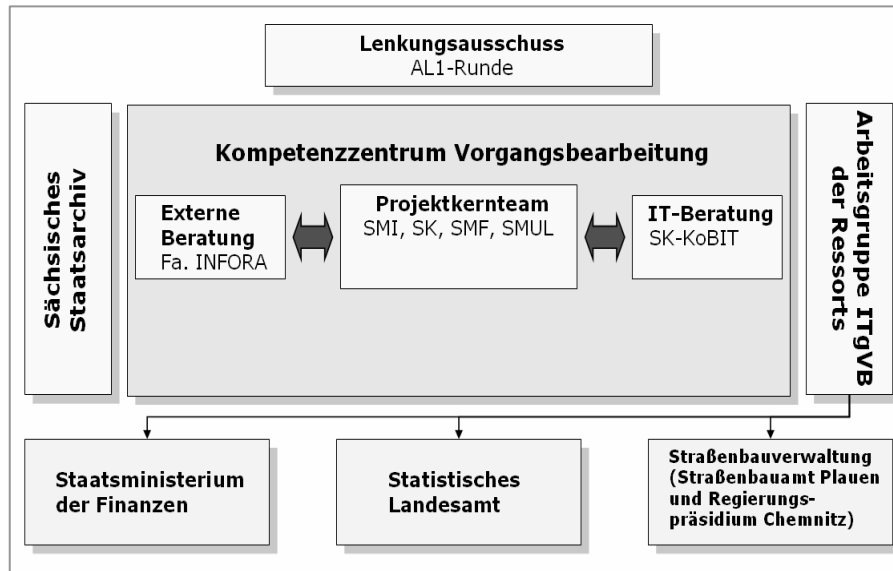 Lenkungsausschuss
AL1-Runde
Sächsisches
Staatsarchiv
Kompetenzzentrum Vorgangsbearbeitung
Externe
Beratung
Fa. INFORA
Projektkernteam
SMI, SK, SMF, SMUL
IT-Beratung
SK-KoBIT
Arbeitsgruppe ITgVB
der Ressorts
Staatsministerium
der Finanzen
Statistisches
Landesamt
Straßenbauverwaltung
(Straßenbauamt Plauen
und Regierungs-
präsidium Chemnitz)